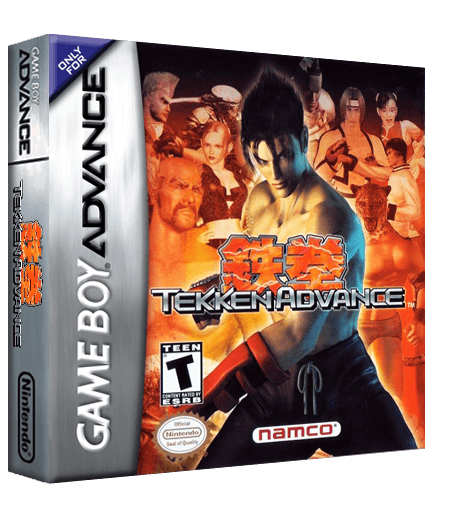 GAME BOY
ADVANCE
鉄拳
TEKKEN ADVANCE
Nintendo®
GAME BOY ADVANCE
ONLY
FOR
鉄拳
TEKKEN ADVANCE™
TEEN
T
CONTENT RATED BY
ESRB
Official
Nintendo
Seal of Quality
namco®